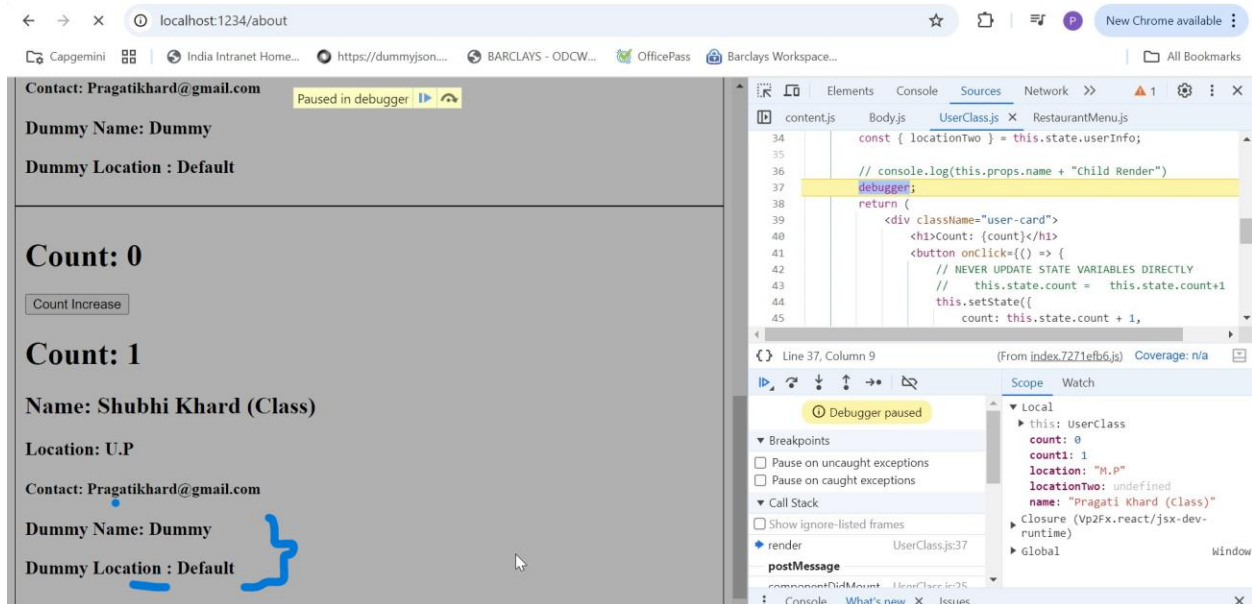 localhost:1234/about
New Chrome available
Capgemini
India Intranet Home...
https://dummyjson....
BARCLAYS - ODCW...
OfficePass
Barclays Workspace...
All Bookmarks
Contact: Pragatikhard@gmail.com
Paused in debugger
Dummy Name: Dummy
Dummy Location : Default
Count: 0
Count Increase
Count: 1
Name: Shubhi Khard (Class)
Location: U.P
Contact: Pragatikhard@gmail.com
Dummy Name: Dummy
Dummy Location : Default
Elements Console Sources Network 1
content.js Body.js UserClass.js RestaurantMenu.js
34 const { locationTwo } = this.state.userInfo;
35
36 // console.log(this.props.name + "Child Render")
37 debugger;
38 return (
39 <div className="user-card">
40 <h1>Count: {count}</h1>
41 <button onClick={() => {
42 // NEVER UPDATE STATE VARIABLES DIRECTLY
43 // this.state.count = this.state.count+1
44 this.setState({
45 count: this.state.count + 1,
{} Line 37, Column 9 (From index.7271efb6.js) Coverage: n/a
Debugger paused
Breakpoints
Pause on uncaught exceptions
Pause on caught exceptions
Call Stack
Show ignore-listed frames
render UserClass.js:37
postMessage
componentDidMount UserClass.js:25
Scope Watch
Local
this: UserClass
count: 0
count1: 1
location: "M.P"
locationTwo: undefined
name: "Pragati Khard (Class)"
Closure (Vp2Fx.react/jsx-dev-
runtime)
Global Window
Console What's new Issues